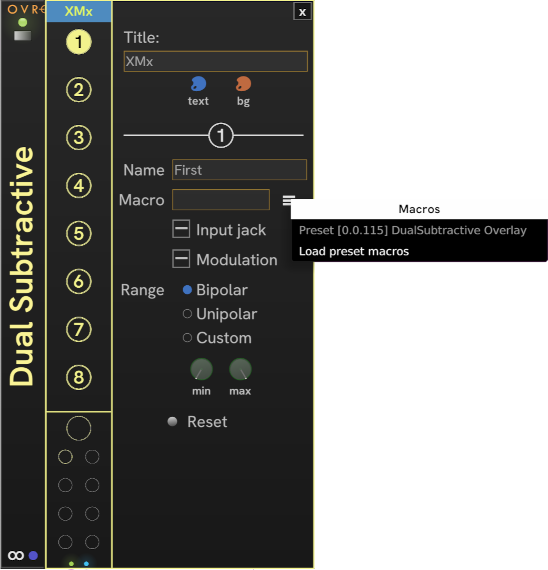 OVR
XMx
x
1
Title:
XMx
2
text
bg
3
1
4
Name
First
Macro
Macros
Preset [0.0.115] DualSubtractive Overlay
Load preset macros
5
Input jack
Modulation
6
Range
Bipolar
Unipolar
7
Custom
8
min
max
Reset
Dual Subtractive